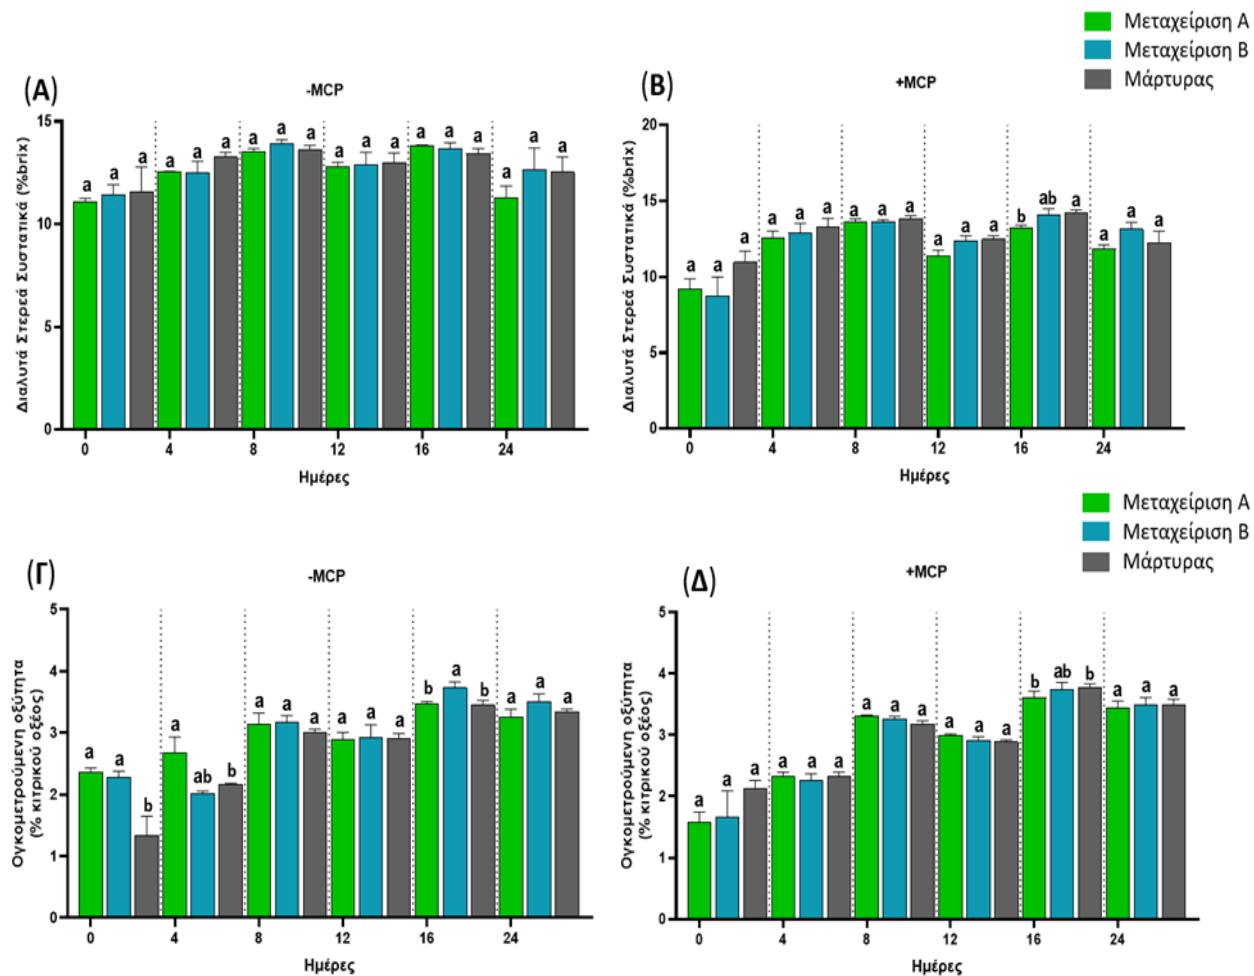 Μεταχείριση Α
Μεταχείριση Β
Μάρτυρας
(Α)
-MCP
Διαλυτά Στερεά Συστατικά (%brix)
15
10
5
0
a a a a a a a a a a a a a a a a a a
0 4 8 12 16 24
Ημέρες
(Β)
+MCP
Διαλυτά Στερεά Συστατικά (%brix)
20
15
10
5
0
a a a a a a a a a a a a b ab a a a a
0 4 8 12 16 24
Ημέρες
Μεταχείριση Α
Μεταχείριση Β
Μάρτυρας
(Γ)
-MCP
Ογκομετρούμενη οξύτητα
(% κιτρικού οξέος)
5
4
3
2
1
0
a a b a ab b a a a a a a b a b a a a
0 4 8 12 16 24
Ημέρες
(Δ)
+MCP
Ογκομετρούμενη οξύτητα
(% κιτρικού οξέος)
5
4
3
2
1
0
a a a a a a a a a a a a b ab b a a a
0 4 8 12 16 24
Ημέρες